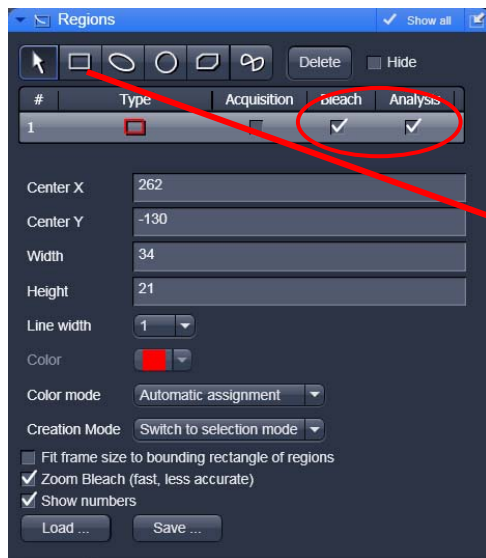 Regions Show all
Delete Hide
# Type Acquisition Bleach Analysis
1
Center X 262
Center Y -130
Width 34
Height 21
Line width 1
Color
Color mode Automatic assignment
Creation Mode Switch to selection mode
Fit frame size to bounding rectangle of regions
Zoom Bleach (fast, less accurate)
Show numbers
Load ... Save ...